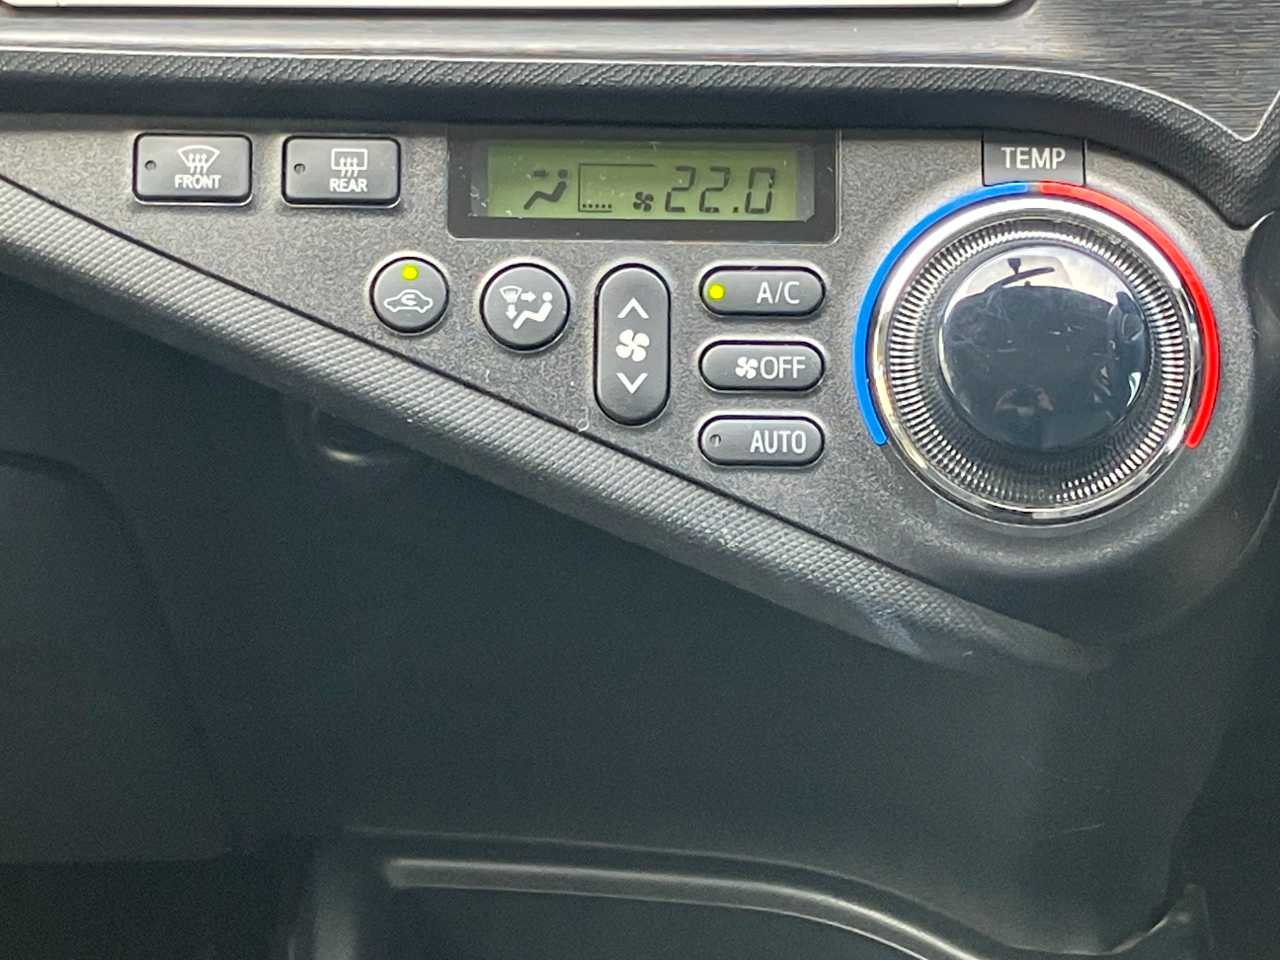 FRONT
REAR
22.0
TEMP
A/C
OFF
AUTO